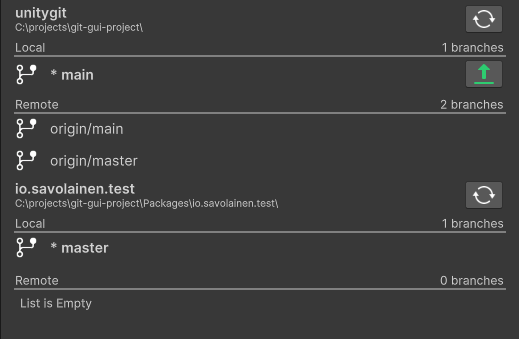 unitygit
C:\projects\git-gui-project\
Local 1 branches
* main
Remote 2 branches
origin/main
origin/master
io.savolainen.test
C:\projects\git-gui-project\Packages\io.savolainen.test\
Local 1 branches
* master
Remote 0 branches
List is Empty